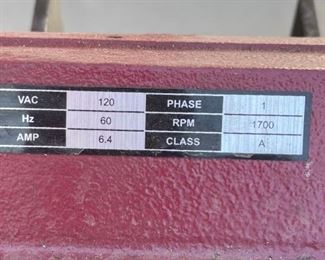 VAC 120 PHASE 1
Hz 60 RPM 1700
AMP 6.4 CLASS A